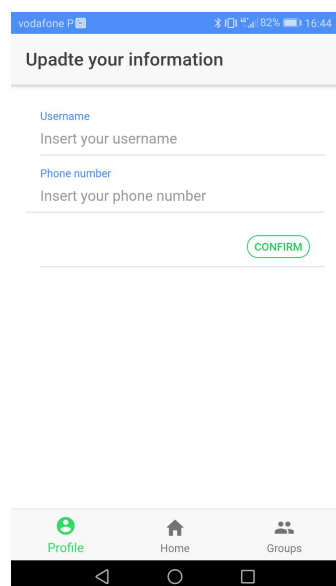 vodafone P 82% 16:44
Upadte your information
Username
Insert your username
Phone number
Insert your phone number
CONFIRM
Profile Home Groups